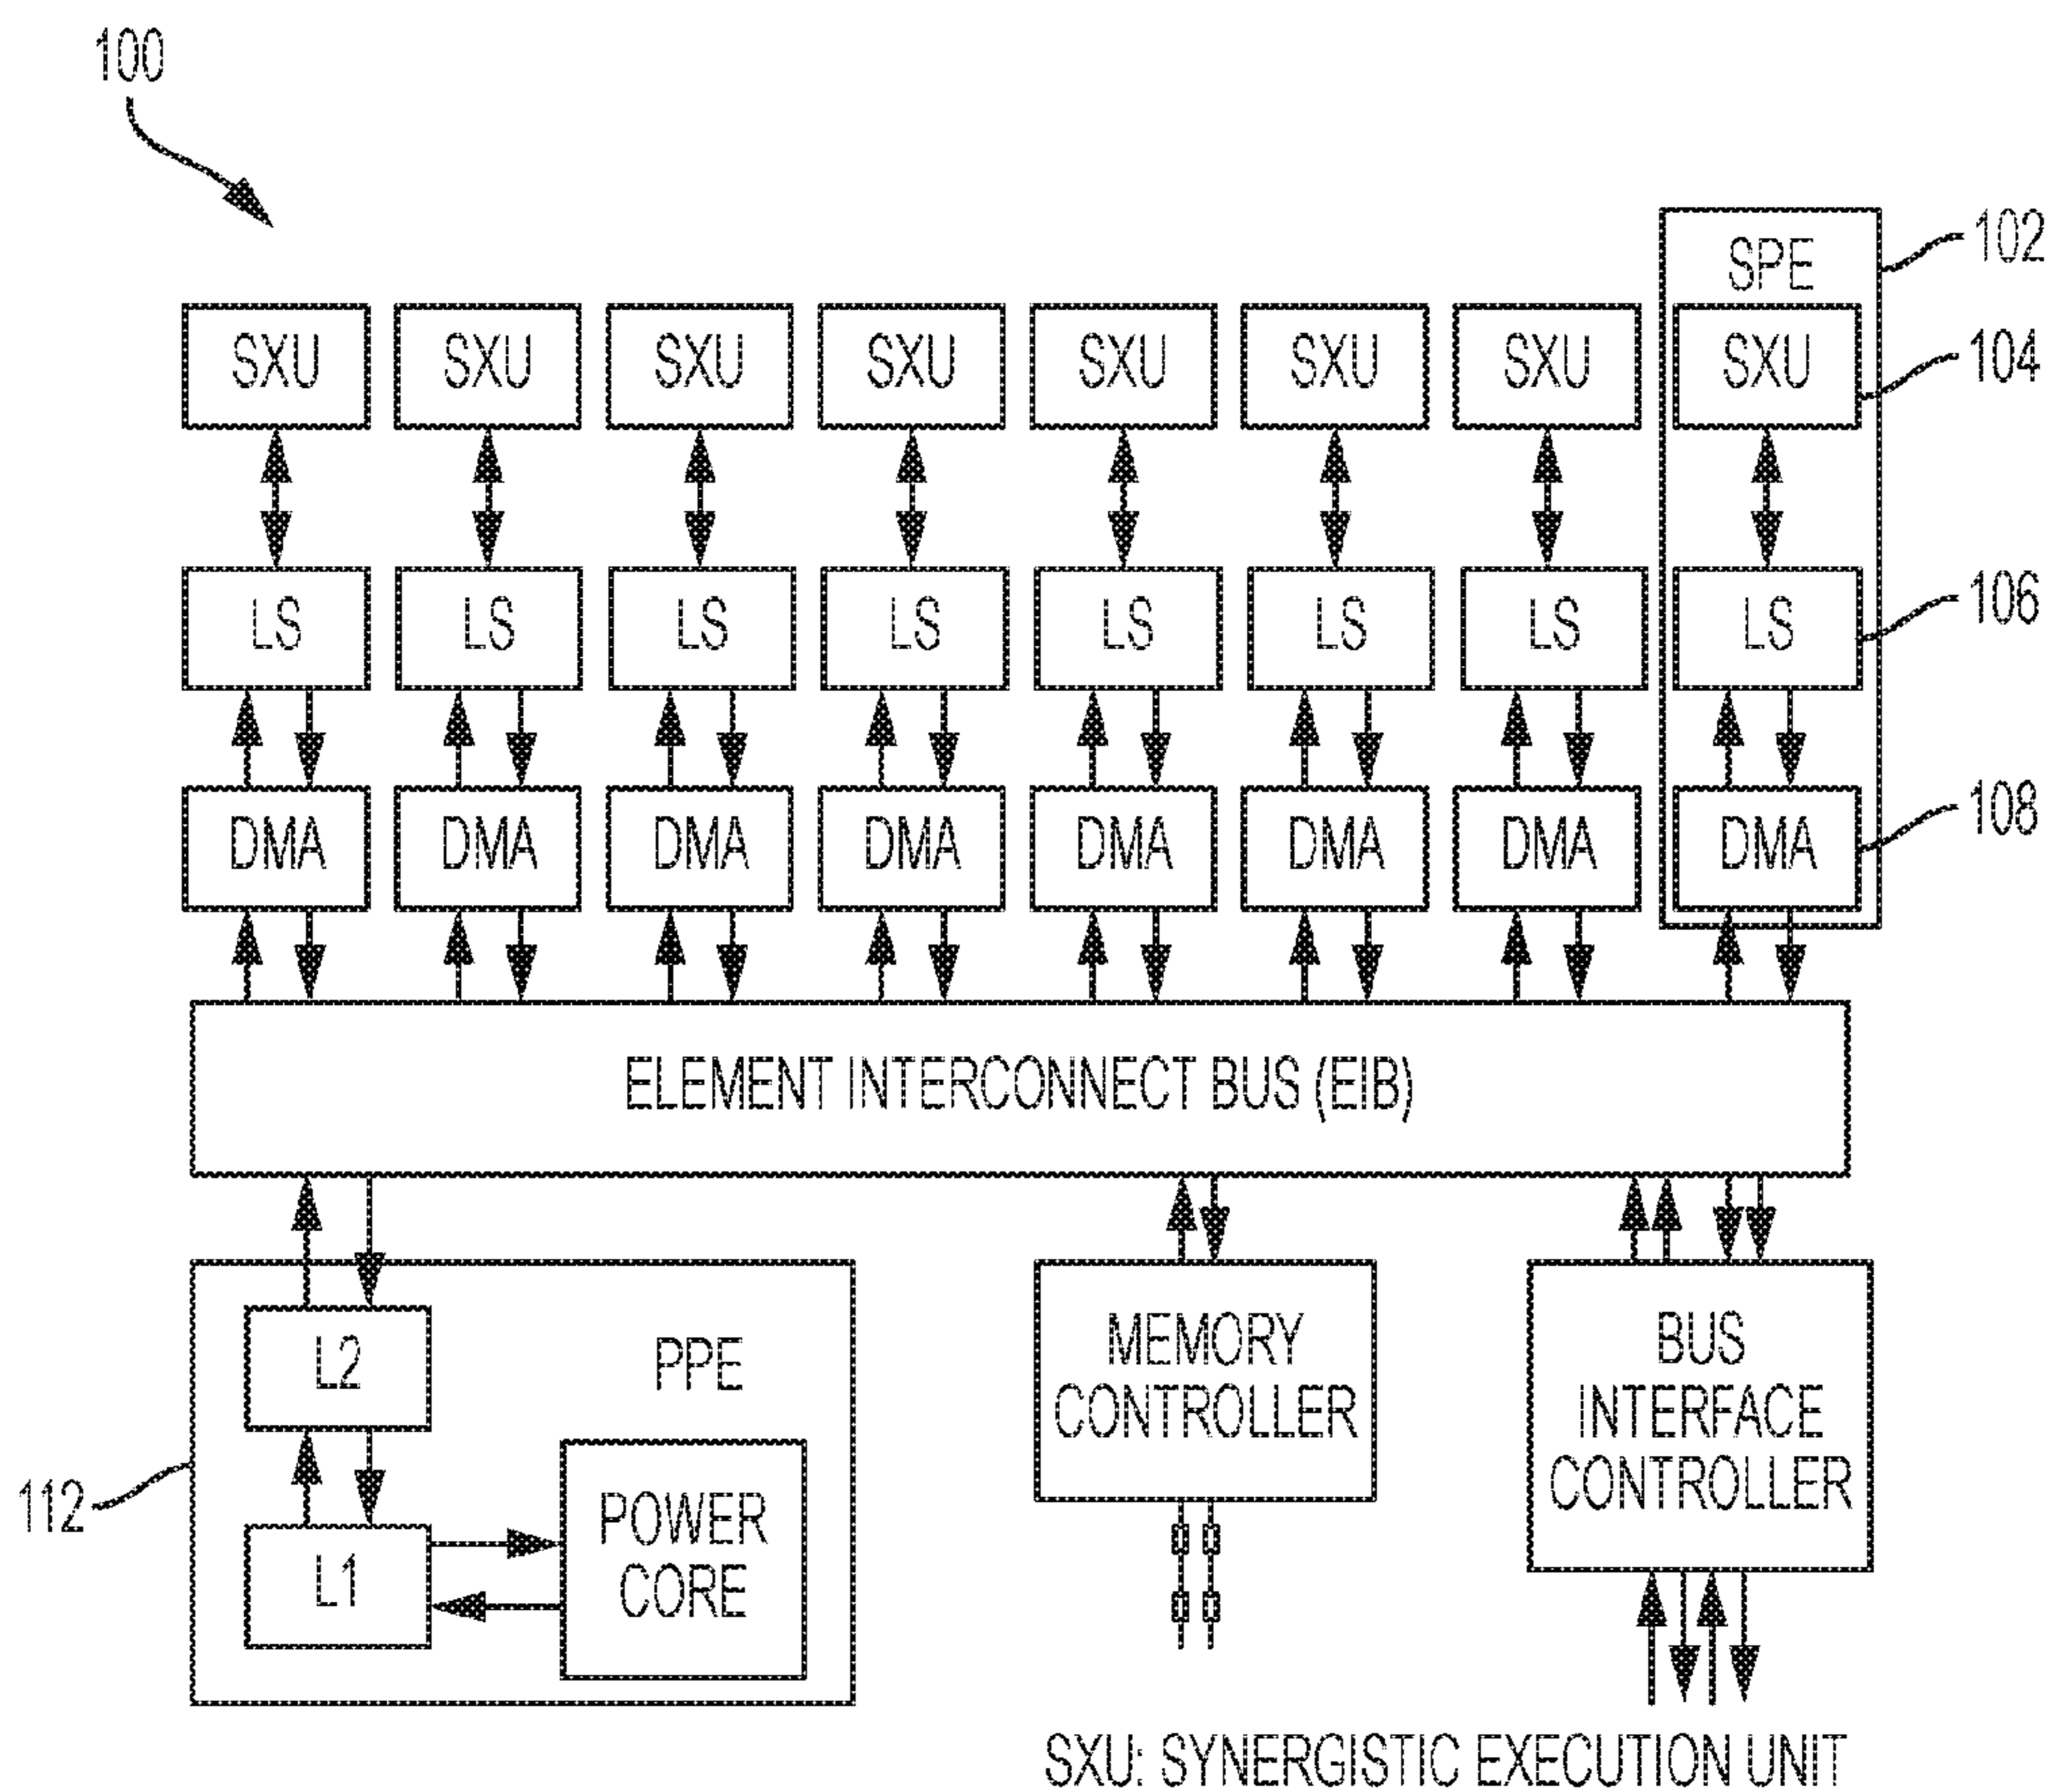 100
SPE
102
SXU SXU SXU SXU SXU SXU SXU SXU
104
LS LS LS LS LS LS LS LS
106
DMA DMA DMA DMA DMA DMA DMA DMA
108
ELEMENT INTERCONNECT BUS (EIB)
L2
PPE
L1
POWER
CORE
112
MEMORY
CONTROLLER
BUS
INTERFACE
CONTROLLER
SXU: SYNERGISTIC EXECUTION UNIT